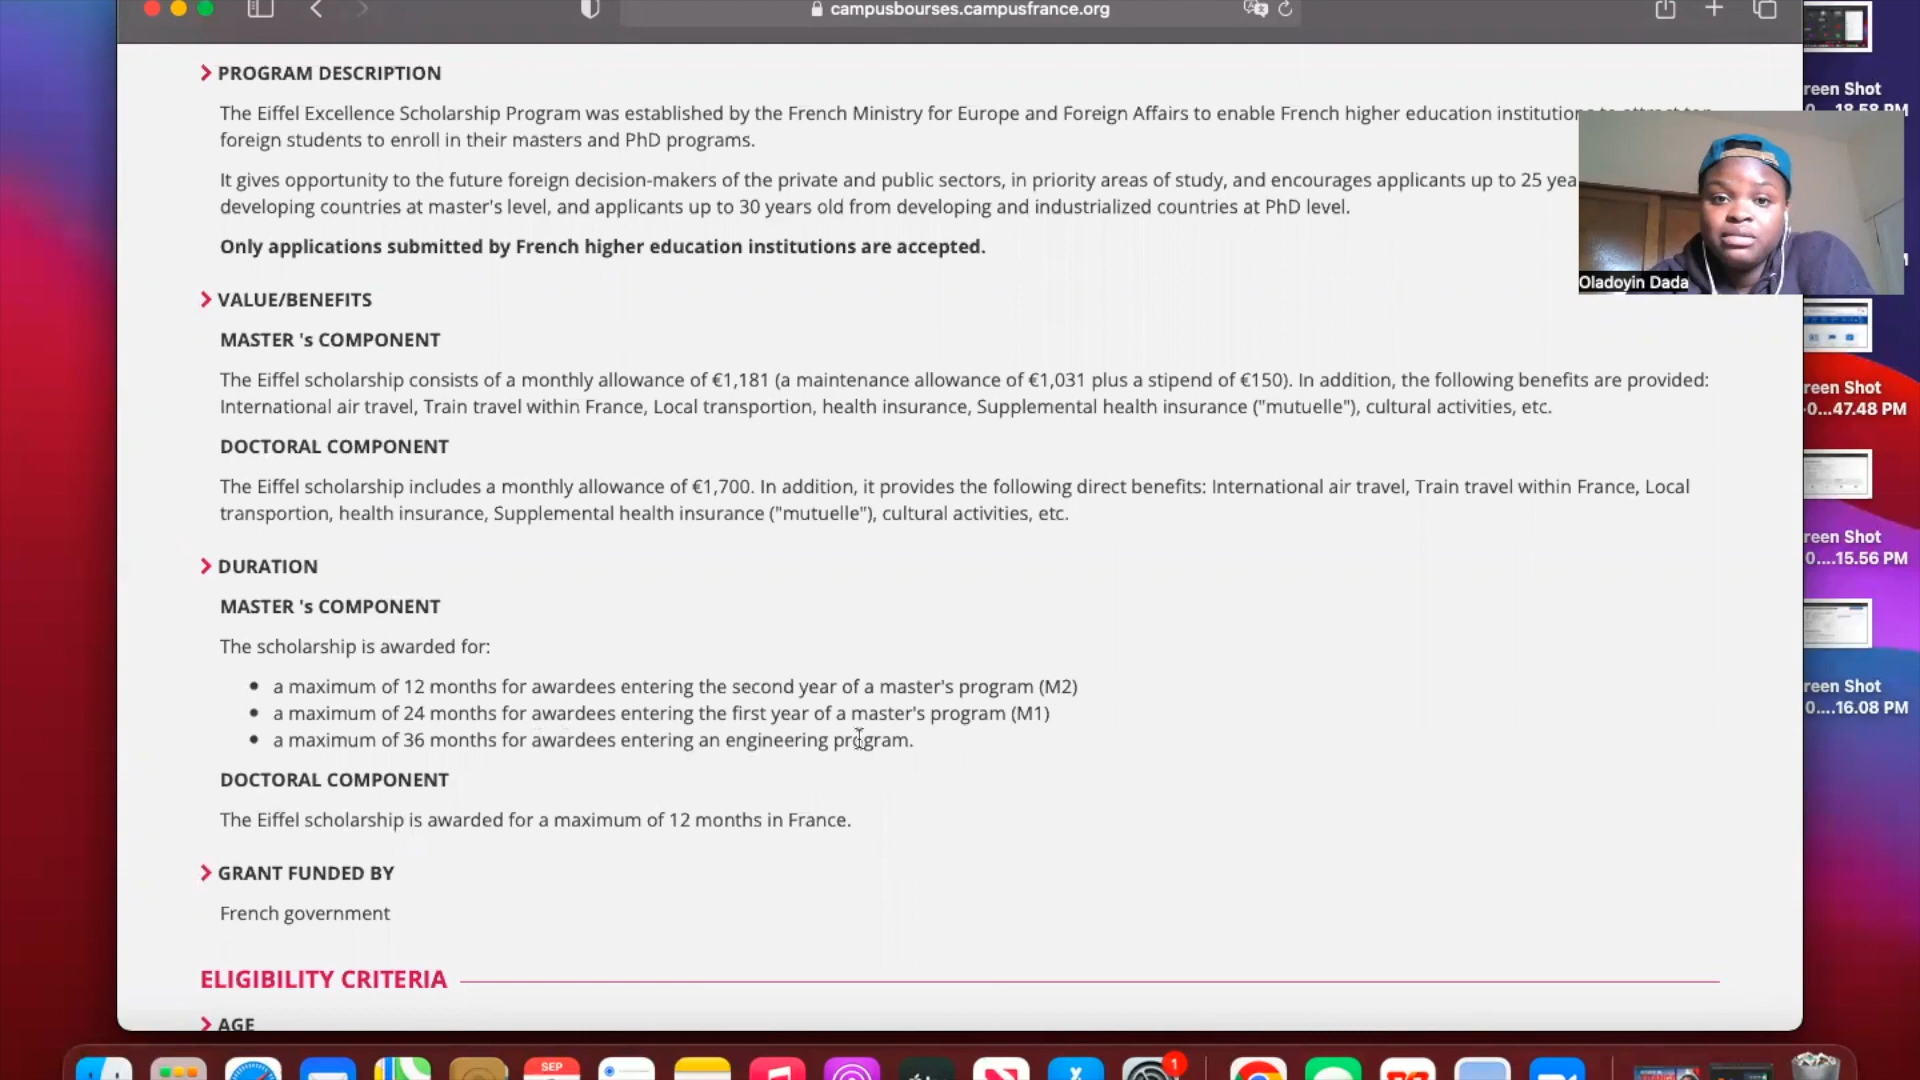 campusbourses.campusfrance.org
PROGRAM DESCRIPTION
The Eiffel Excellence Scholarship Program was established by the French Ministry for Europe and Foreign Affairs to enable French higher education institutions to attract top
foreign students to enroll in their masters and PhD programs.
It gives opportunity to the future foreign decision-makers of the private and public sectors, in priority areas of study, and encourages applicants up to 25 yea
developing countries at master's level, and applicants up to 30 years old from developing and industrialized countries at PhD level.
Only applications submitted by French higher education institutions are accepted.
VALUE/BENEFITS
MASTER 's COMPONENT
The Eiffel scholarship consists of a monthly allowance of €1,181 (a maintenance allowance of €1,031 plus a stipend of €150). In addition, the following benefits are provided:
International air travel, Train travel within France, Local transportion, health insurance, Supplemental health insurance ("mutuelle"), cultural activities, etc.
DOCTORAL COMPONENT
The Eiffel scholarship includes a monthly allowance of €1,700. In addition, it provides the following direct benefits: International air travel, Train travel within France, Local
transportion, health insurance, Supplemental health insurance ("mutuelle"), cultural activities, etc.
DURATION
MASTER 's COMPONENT
The scholarship is awarded for:
a maximum of 12 months for awardees entering the second year of a master's program (M2)
a maximum of 24 months for awardees entering the first year of a master's program (M1)
a maximum of 36 months for awardees entering an engineering program.
DOCTORAL COMPONENT
The Eiffel scholarship is awarded for a maximum of 12 months in France.
GRANT FUNDED BY
French government
ELIGIBILITY CRITERIA
AGE
Oladoyin Dada
reen Shot
reen Shot
0...47.48 PM
reen Shot
0....15.56 PM
reen Shot
0....16.08 PM
SEP
1